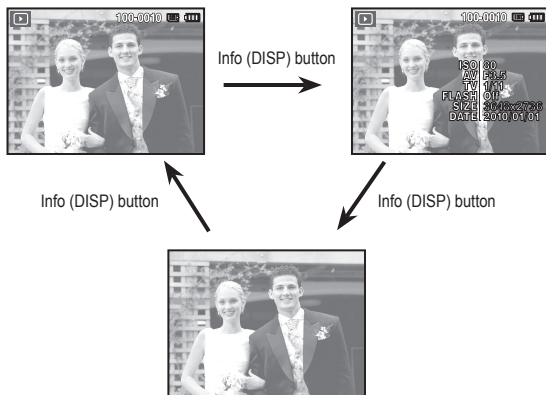 100-0010
100-0010
Info (DISP) button
ISO 80
AV F3.5
TV 1/11
FLASH Off
SIZE 3648x2736
DATE 2010/01/01
Info (DISP) button
Info (DISP) button